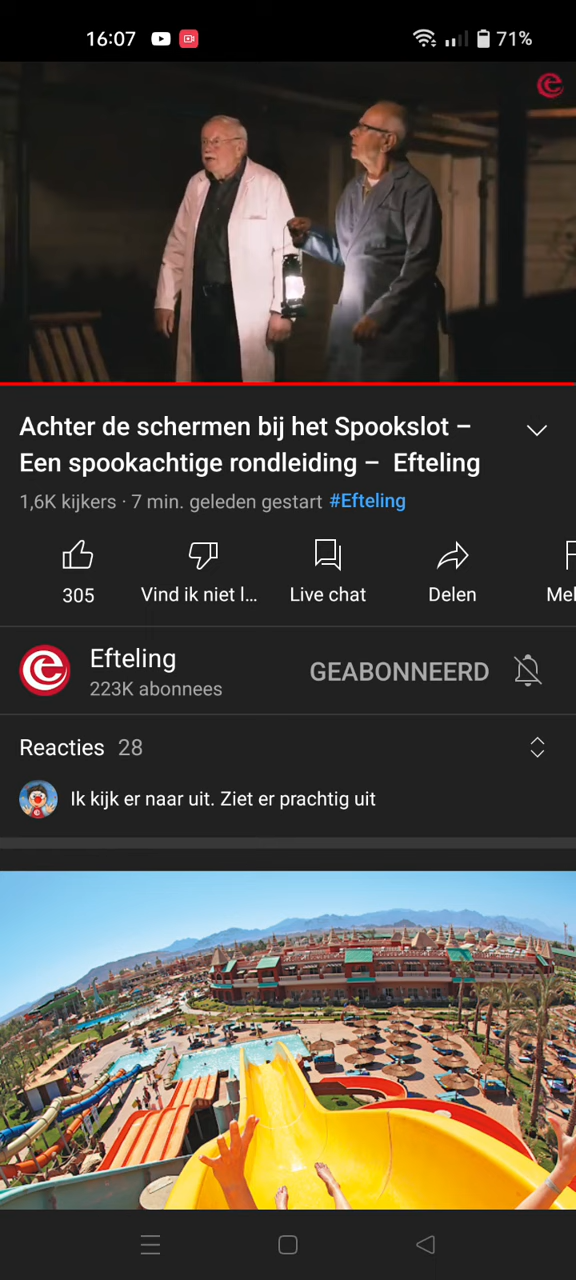 16:07
71%
Achter de schermen bij het Spookslot –
Een spookachtige rondleiding – Efteling
1,6K kijkers · 7 min. geleden gestart #Efteling
305
Vind ik niet l...
Live chat
Delen
Mel
Efteling
223K abonnees
GEABONNEERD
Reacties 28
Ik kijk er naar uit. Ziet er prachtig uit